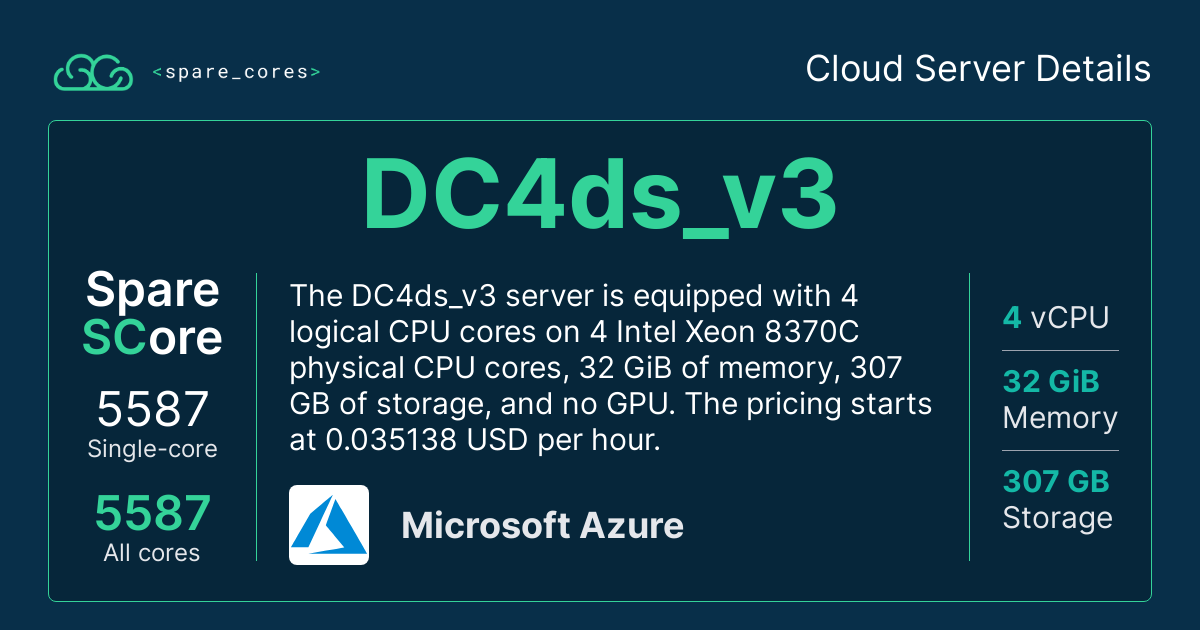 <spare_cores>
Cloud Server Details
DC4ds_v3
Spare
SCore
5587
Single-core
5587
All cores
The DC4ds_v3 server is equipped with 4
logical CPU cores on 4 Intel Xeon 8370C
physical CPU cores, 32 GiB of memory, 307
GB of storage, and no GPU. The pricing starts
at 0.035138 USD per hour.
Microsoft Azure
4 vCPU
32 GiB
Memory
307 GB
Storage